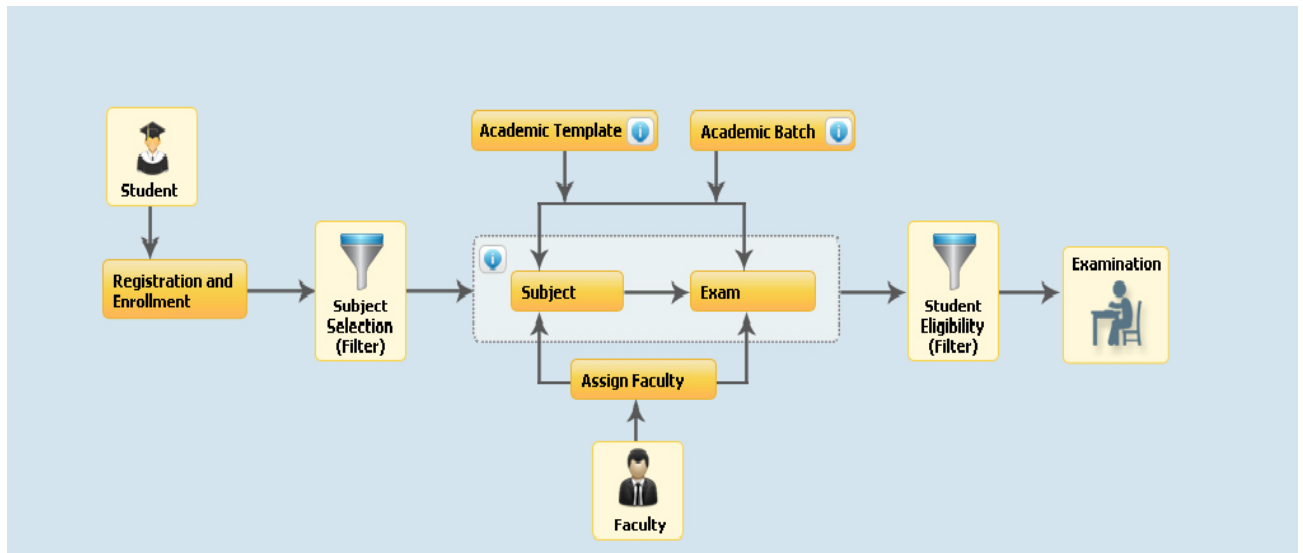 Academic Template
Academic Batch
Student
Registration and
Enrollment
Subject
Selection
(Filter)
Subject
Exam
Student
Eligibility
(Filter)
Examination
Assign Faculty
Faculty